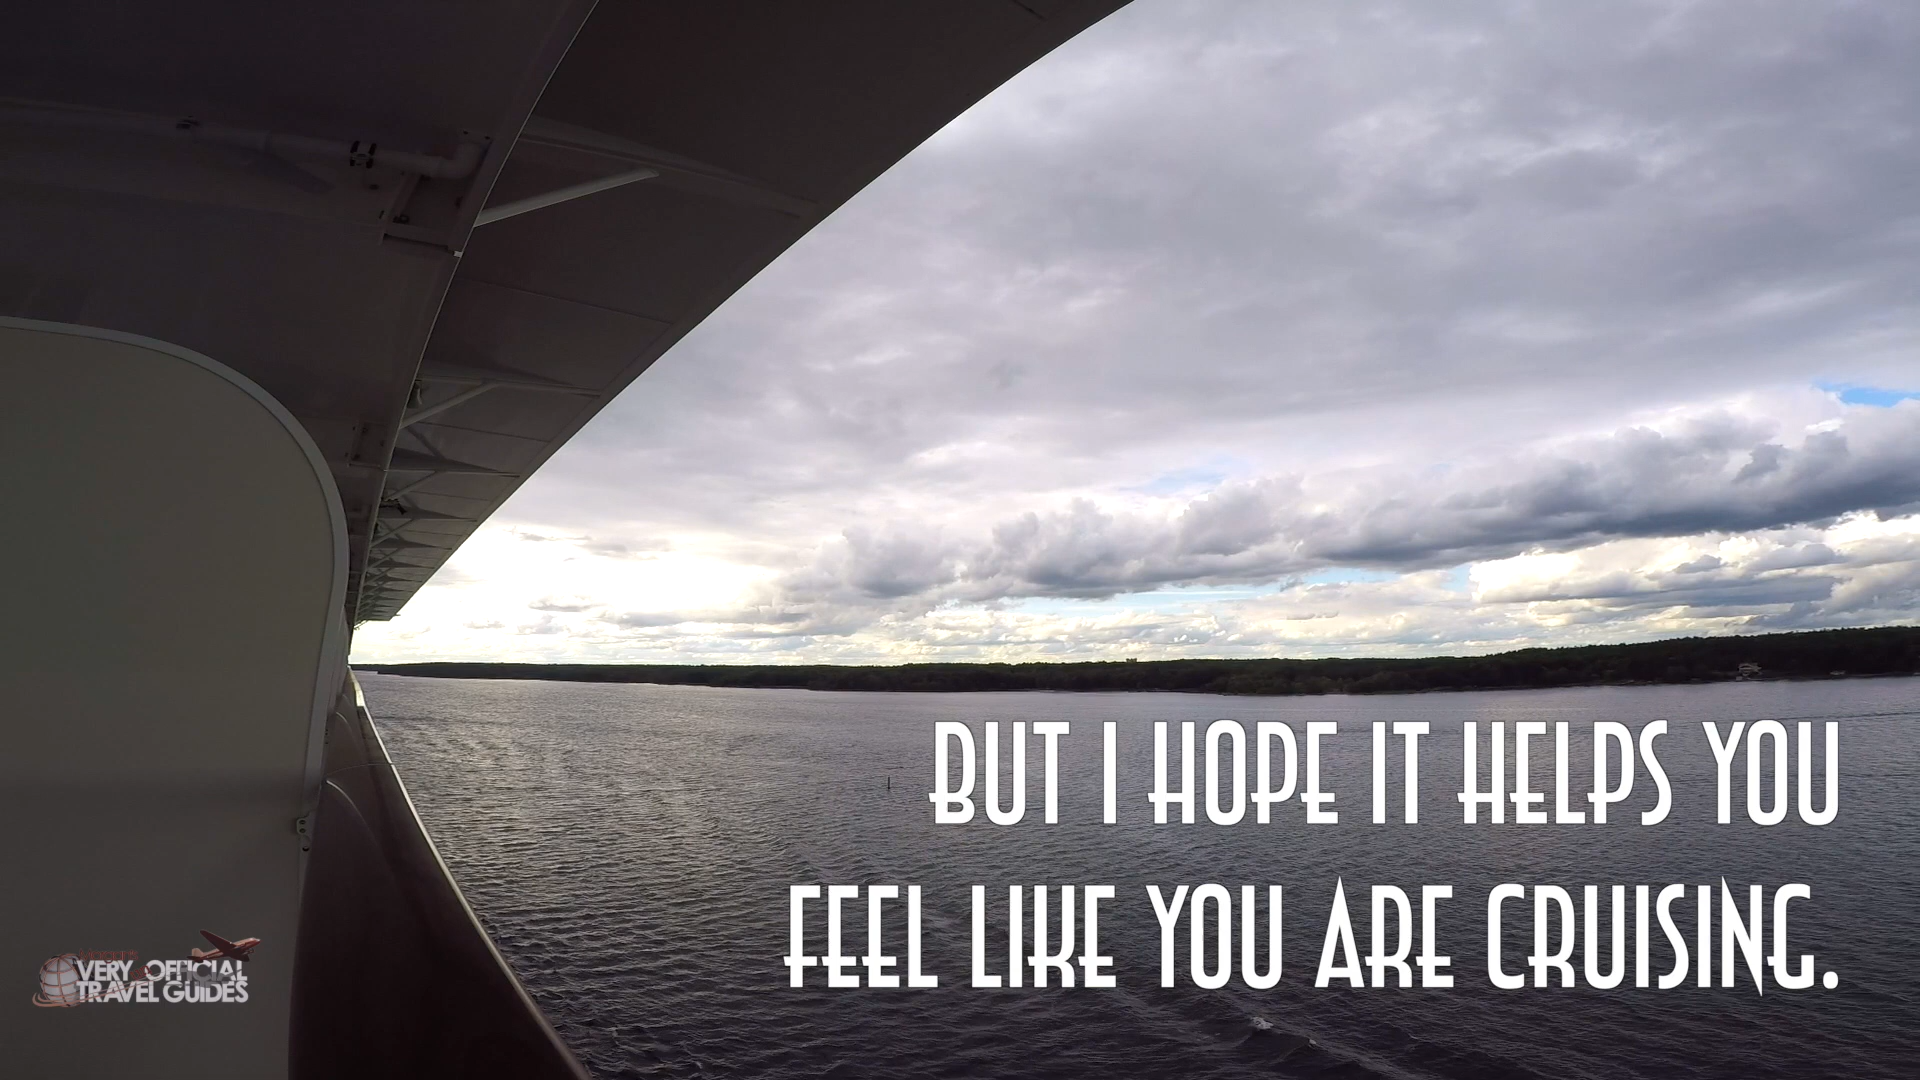 BUT I HOPE IT HELPS YOU
FEEL LIKE YOU ARE CRUISING.
VERY OFFICIAL
TRAVEL GUIDES